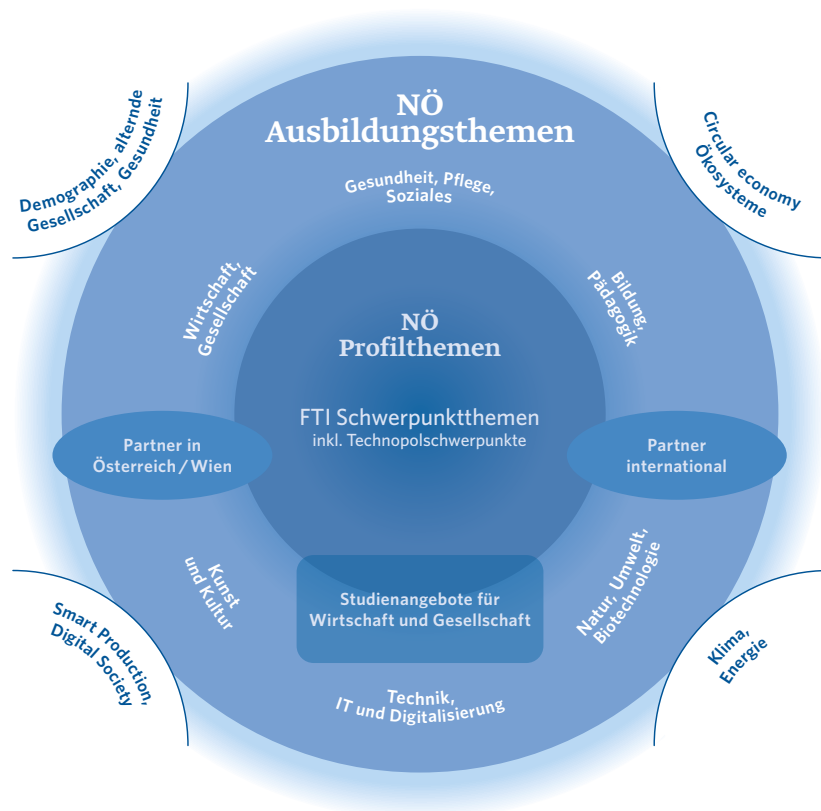 Demographie, alternde
Gesellschaft, Gesundheit
Circular economy
Ökosysteme
NÖ
Ausbildungsthemen
Gesundheit, Pflege,
Soziales
Wirtschaft,
Gesellschaft
Bildung,
Pädagogik
NÖ
Profilthemen
FTI Schwerpunktthemen
inkl. Technopolschwerpunkte
Partner in
Österreich / Wien
Partner
international
Kunst
und Kultur
Studienangebote für
Wirtschaft und Gesellschaft
Natur, Umwelt,
Biotechnologie
Technik,
IT und Digitalisierung
Smart Production,
Digital Society
Klima,
Energie